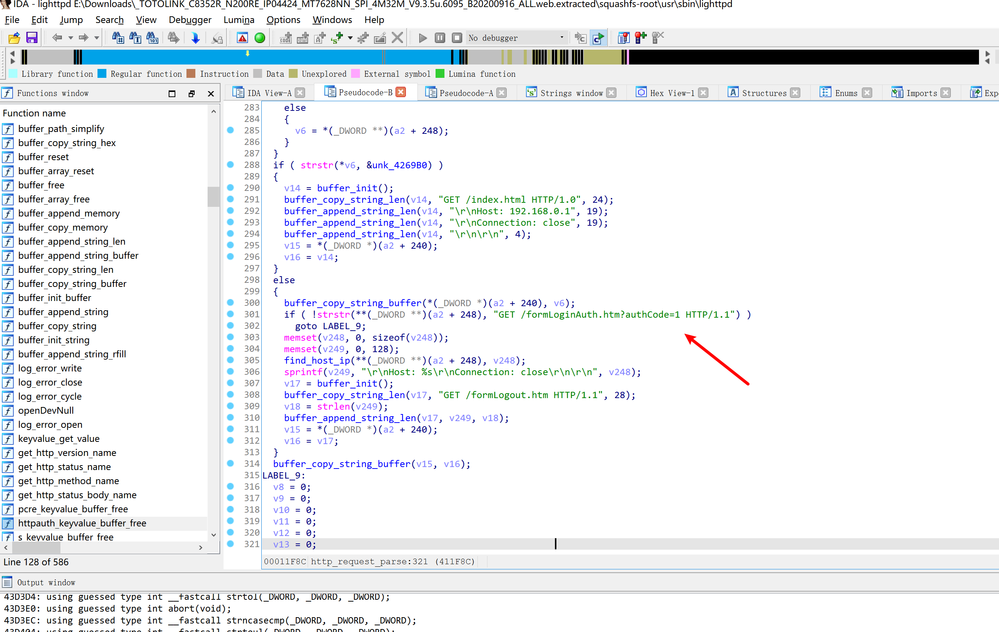 IDA - lighttpd E:\Downloads\_TOTOLINK_C8352R_N200RE_IP04424_MT7628NN_SPI_4M32M_V9.3.5u.6095_B20200916_ALL.web.extracted\squashfs-root\usr\sbin\lighttpd
File Edit Jump Search View Debugger Lumina Options Windows Help
No debugger
Library function Regular function Instruction Data Unexplored External symbol Lumina function
Functions window
IDA View-A Pseudocode-B Pseudocode-A Strings window Hex View-1 Structures Enums Imports Expo
Function name
buffer_path_simplify
buffer_copy_string_hex
buffer_reset
buffer_array_reset
buffer_free
buffer_array_free
buffer_append_memory
buffer_copy_memory
buffer_append_string_len
buffer_append_string_buffer
buffer_copy_string_len
buffer_copy_string_buffer
buffer_init_buffer
buffer_append_string
buffer_copy_string
buffer_init_string
buffer_append_string_rfill
log_error_write
log_error_close
log_error_cycle
openDevNull
log_error_open
keyvalue_get_value
get_http_version_name
get_http_status_name
get_http_method_name
get_http_status_body_name
pcre_keyvalue_buffer_free
httpauth_keyvalue_buffer_free
s_keyvalue_buffer_free
Line 128 of 586
283 else
284 {
285 v6 = *(_DWORD **)(a2 + 248);
286 }
287 }
288 if ( strstr(*v6, &unk_4269B0) )
289 {
290 v14 = buffer_init();
291 buffer_copy_string_len(v14, "GET /index.html HTTP/1.0", 24);
292 buffer_append_string_len(v14, "\r\nHost: 192.168.0.1", 19);
293 buffer_append_string_len(v14, "\r\nConnection: close", 19);
294 buffer_append_string_len(v14, "\r\n\r\n", 4);
295 v15 = *(_DWORD *)(a2 + 240);
296 v16 = v14;
297 }
298 else
299 {
300 buffer_copy_string_buffer(*(_DWORD *)(a2 + 240), v6);
301 if ( !strstr(**(_DWORD **)(a2 + 248), "GET /formLoginAuth.htm?authCode=1 HTTP/1.1") )
302 goto LABEL_9;
303 memset(v248, 0, sizeof(v248));
304 memset(v249, 0, 128);
305 find_host_ip(**(_DWORD **)(a2 + 248), v248);
306 sprintf(v249, "\r\nHost: %s\r\nConnection: close\r\n\r\n", v248);
307 v17 = buffer_init();
308 buffer_copy_string_len(v17, "GET /formLogout.htm HTTP/1.1", 28);
309 v18 = strlen(v249);
310 buffer_append_string_len(v17, v249, v18);
311 v15 = *(_DWORD *)(a2 + 240);
312 v16 = v17;
313 }
314 buffer_copy_string_buffer(v15, v16);
315 LABEL_9:
316 v8 = 0;
317 v9 = 0;
318 v10 = 0;
319 v11 = 0;
320 v12 = 0;
321 v13 = 0;
00011F8C http_request_parse:321 (411F8C)
Output window
43D3D4: using guessed type int __fastcall strtol(_DWORD, _DWORD, _DWORD);
43D3E0: using guessed type int abort(void);
43D3EC: using guessed type int __fastcall strncasecmp(_DWORD, _DWORD, _DWORD);
43D404: using guessed type int __fastcall strtoul(_DWORD, _DWORD, _DWORD);